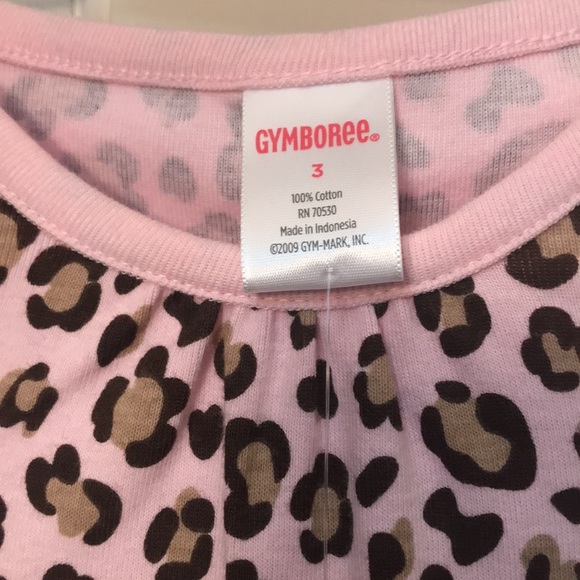 GYMBOREE®
3
100% Cotton
RN 70530
Made in Indonesia
©2009 GYM-MARK, INC.